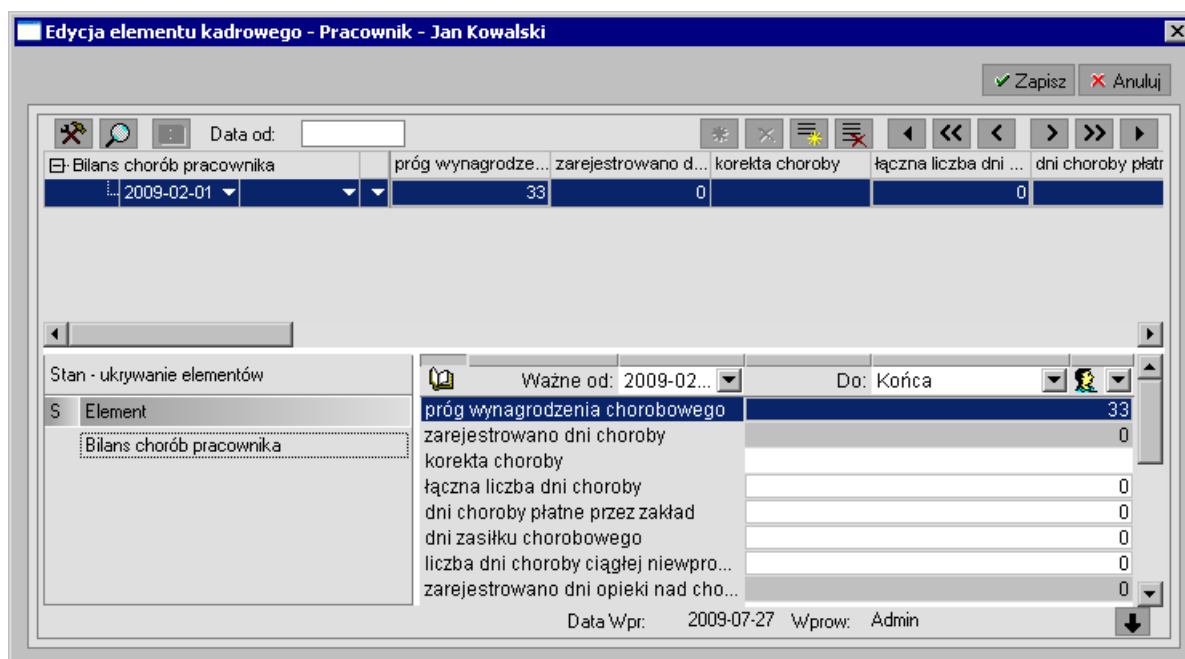 Edycja elementu kadrowego - Pracownik - Jan Kowalski
Zapisz Anuluj
Data od:
Bilans chorób pracownika próg wynagrodze... zarejestrowano d... korekta choroby łączna liczba dni ... dni choroby płatr
2009-02-01 33 0 0
Stan - ukrywanie elementów
S Element
Bilans chorób pracownika
Ważne od: 2009-02... Do: Końca
próg wynagrodzenia chorobowego 33
zarejestrowano dni choroby 0
korekta choroby
łączna liczba dni choroby 0
dni choroby płatne przez zakład 0
dni zasiłku chorobowego 0
liczba dni choroby ciągłej niewpro... 0
zarejestrowano dni opieki nad cho... 0
Data Wpr: 2009-07-27 Wprow: Admin